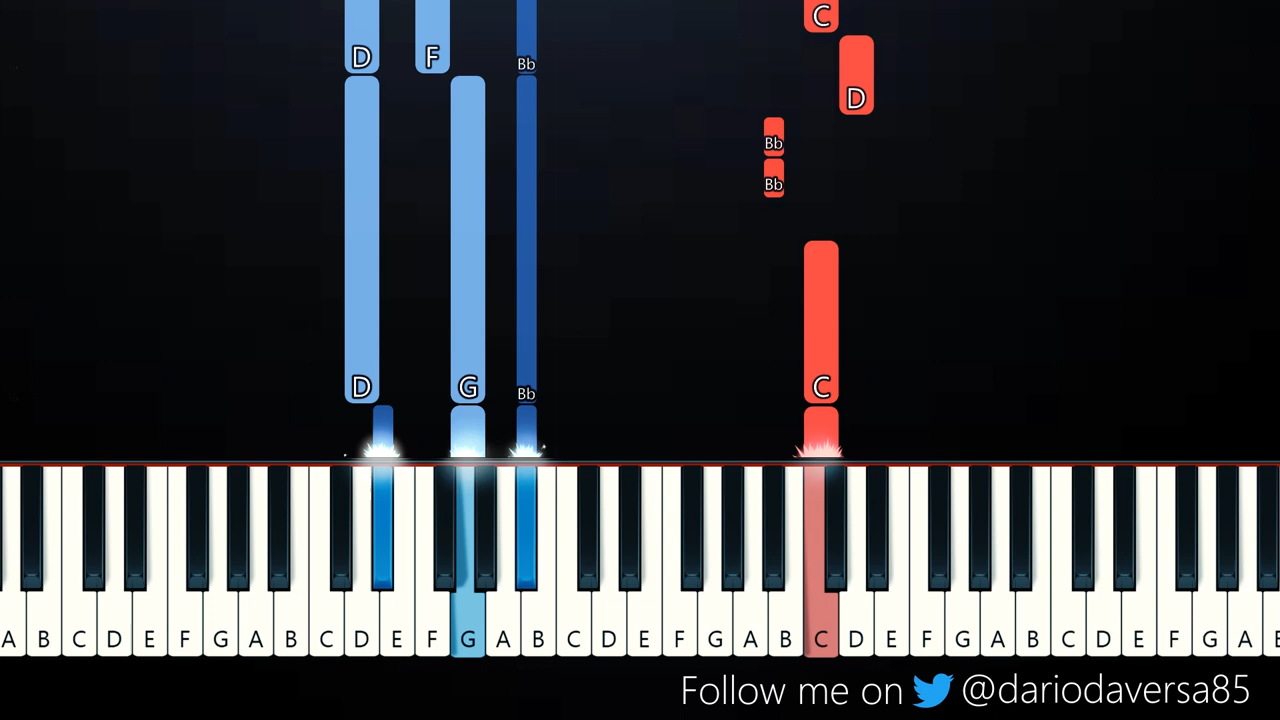 C
D F Bb
D
Bb
Bb
D G Bb C
A B C D E F G A B C D E F G A B C D E F G A B C D E F G A B C D E F G A B
Follow me on @dariodaversa85